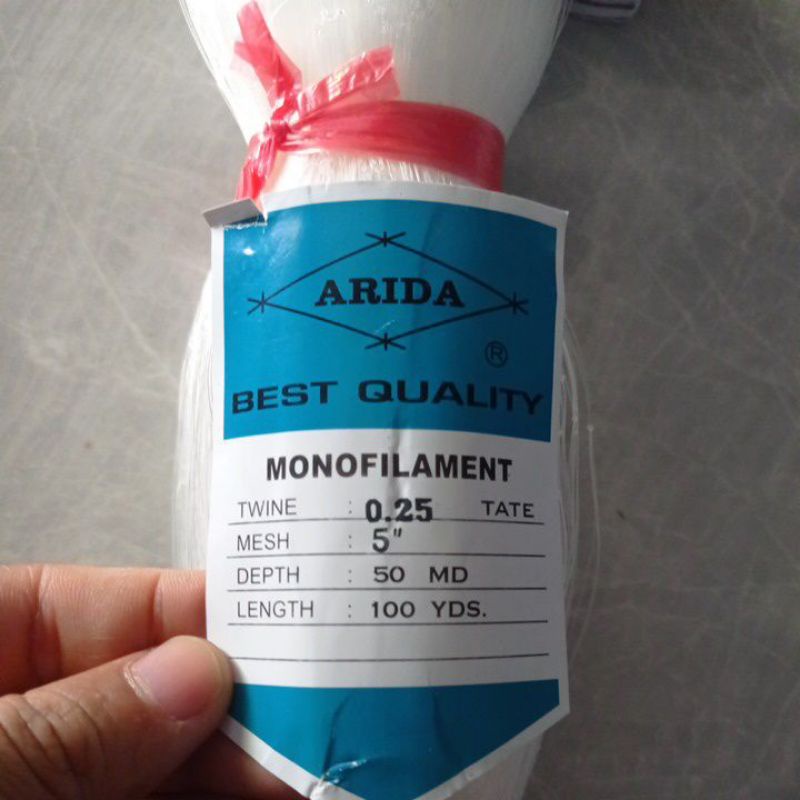 ARIDA
®
BEST QUALITY
MONOFILAMENT
TWINE : 0.25 TATE
MESH : 5"
DEPTH : 50 MD
LENGTH : 100 YDS.